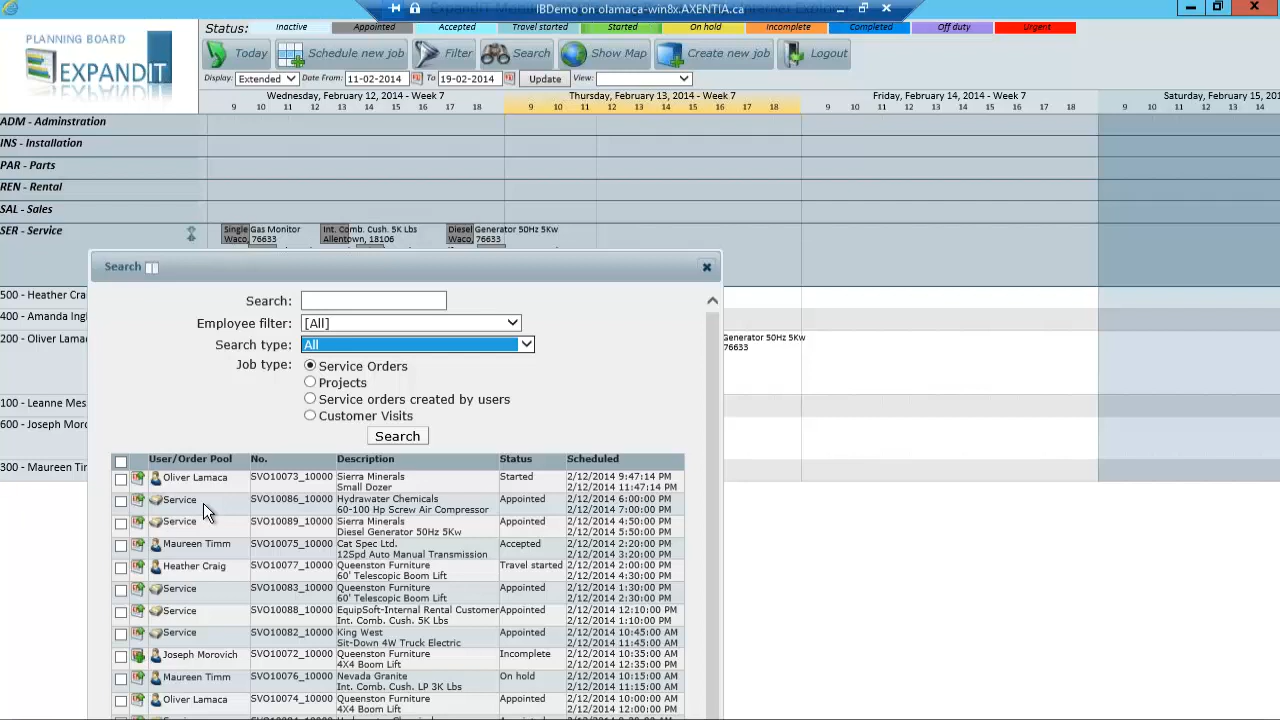 IBDemo on olamaca-win8x.AXENTIA.ca
PLANNING BOARD
EXPANDIT
Status: Inactive Appointed Accepted Travel started Started On hold Incomplete Completed Off duty Urgent
Today Schedule new job Filter Search Show Map Create new job Logout
Display: Extended Date From: 11-02-2014 To 19-02-2014 Update View:
Wednesday, February 12, 2014 - Week 7 Thursday, February 13, 2014 - Week 7 Friday, February 14, 2014 - Week 7 Saturday, February 15, 20
9 10 11 12 13 14 15 16 17 18 9 10 11 12 13 14 15 16 17 18 9 10 11 12 13 14 15 16 17 18 9 10 11 12 13 14
ADM - Adminstration
INS - Installation
PAR - Parts
REN - Rental
SAL - Sales
SER - Service
Single Gas Monitor Int. Comb. Cush. 5K Lbs Diesel Generator 50Hz 5Kw
Waco, 76633 Allentown, 18106 Waco, 76633
500 - Heather Cra
400 - Amanda Ing
200 - Oliver Lama
100 - Leanne Mes
600 - Joseph Moro
300 - Maureen Ti
Generator 50Hz 5Kw
76633
Search
Search:
Employee filter: [All]
Search type: All
Job type: Service Orders
Projects
Service orders created by users
Customer Visits
Search
User/Order Pool No. Description Status Scheduled
Oliver Lamaca SVO10073_10000 Sierra Minerals Started 2/12/2014 9:47:14 PM
Small Dozer 2/12/2014 11:47:14 PM
Service SVO10086_10000 Hydrawater Chemicals Appointed 2/12/2014 6:00:00 PM
60-100 Hp Screw Air Compressor 2/12/2014 7:00:00 PM
Service SVO10089_10000 Sierra Minerals Appointed 2/12/2014 4:50:00 PM
Diesel Generator 50Hz 5Kw 2/12/2014 5:50:00 PM
Maureen Timm SVO10075_10000 Cat Spec Ltd. Accepted 2/12/2014 2:20:00 PM
12Spd Auto Manual Transmission 2/12/2014 3:20:00 PM
Heather Craig SVO10077_10000 Queenston Furniture Travel started 2/12/2014 2:00:00 PM
60' Telescopic Boom Lift 2/12/2014 4:30:00 PM
Service SVO10083_10000 Queenston Furniture Appointed 2/12/2014 1:30:00 PM
60' Telescopic Boom Lift 2/12/2014 2:30:00 PM
Service SVO10088_10000 EquipSoft-Internal Rental Customer Appointed 2/12/2014 12:10:00 PM
Int. Comb. Cush. 5K Lbs 2/12/2014 1:10:00 PM
Service SVO10082_10000 King West Appointed 2/12/2014 10:45:00 AM
Sit-Down 4W Truck Electric 2/12/2014 11:45:00 AM
Joseph Morovich SVO10072_10000 Queenston Furniture Incomplete 2/12/2014 10:35:00 AM
4X4 Boom Lift 2/12/2014 12:35:00 PM
Maureen Timm SVO10076_10000 Nevada Granite On hold 2/12/2014 10:15:00 AM
Int. Comb. Cush. LP 3K Lbs 2/12/2014 11:15:00 AM
Oliver Lamaca SVO10074_10000 Queenston Furniture Started 2/12/2014 10:00:00 AM
4X4 Boom Lift 2/12/2014 12:00:00 PM